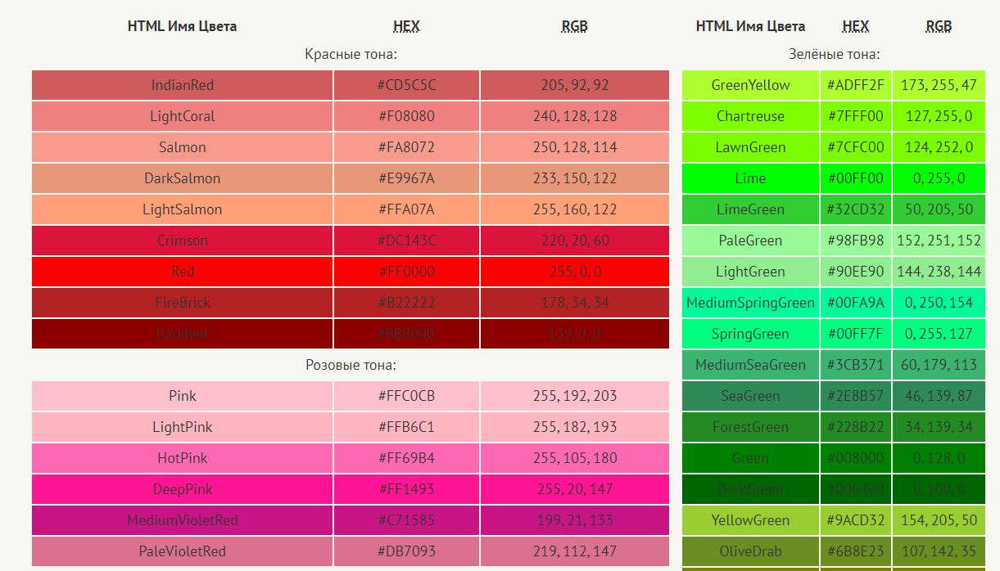 HTML Имя Цвета HEX RGB
Красные тона:
IndianRed #CD5C5C 205, 92, 92
LightCoral #F08080 240, 128, 128
Salmon #FA8072 250, 128, 114
DarkSalmon #E9967A 233, 150, 122
LightSalmon #FFA07A 255, 160, 122
Crimson #DC143C 220, 20, 60
Red #FF0000 255, 0, 0
FireBrick #B22222 178, 34, 34
DarkRed #8B0000 139, 0, 0
Розовые тона:
Pink #FFC0CB 255, 192, 203
LightPink #FFB6C1 255, 182, 193
HotPink #FF69B4 255, 105, 180
DeepPink #FF1493 255, 20, 147
MediumVioletRed #C71585 199, 21, 133
PaleVioletRed #DB7093 219, 112, 147
HTML Имя Цвета HEX RGB
Зелёные тона:
GreenYellow #ADFF2F 173, 255, 47
Chartreuse #7FFF00 127, 255, 0
LawnGreen #7CFC00 124, 252, 0
Lime #00FF00 0, 255, 0
LimeGreen #32CD32 50, 205, 50
PaleGreen #98FB98 152, 251, 152
LightGreen #90EE90 144, 238, 144
MediumSpringGreen #00FA9A 0, 250, 154
SpringGreen #00FF7F 0, 255, 127
MediumSeaGreen #3CB371 60, 179, 113
SeaGreen #2E8B57 46, 139, 87
ForestGreen #228B22 34, 139, 34
Green #008000 0, 128, 0
DarkGreen #006400 0, 100, 0
YellowGreen #9ACD32 154, 205, 50
OliveDrab #6B8E23 107, 142, 35